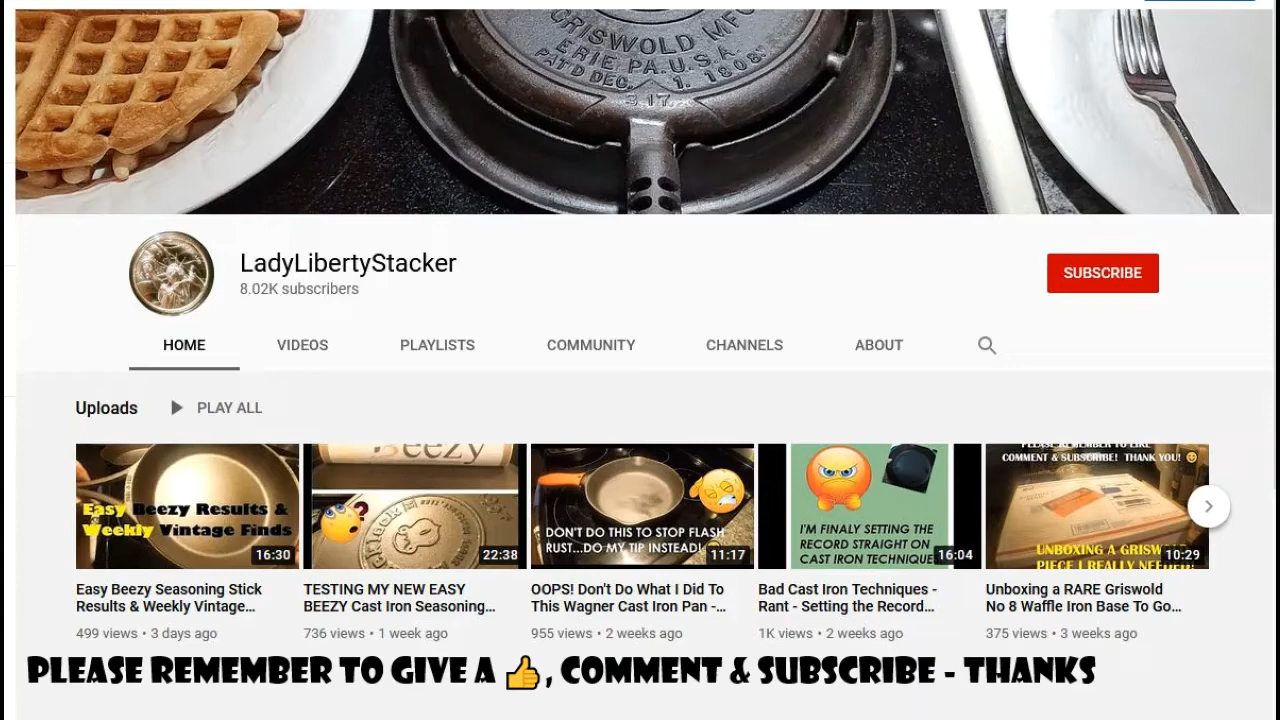 GRISWOLD MFG
ERIE PA. U.S.A.
PAT'D DEC. 1. 1908.
317
LadyLibertyStacker
8.02K subscribers
SUBSCRIBE
HOME VIDEOS PLAYLISTS COMMUNITY CHANNELS ABOUT
Uploads PLAY ALL
Easy Beezy Results &
Weekly Vintage Finds
16:30
Beezy
22:38
DON'T DO THIS TO STOP FLASH
RUST...DO MY TIP INSTEAD!
11:17
I'M FINALY SETTING THE
RECORD STRAIGHT ON
CAST IRON TECHNIQUE
16:04
PLEASE REMEMBER TO LIKE
COMMENT & SUBSCRIBE! THANK YOU!
UNBOXING A GRISW
PIECE I REALLY NEEDED!
10:29
Easy Beezy Seasoning Stick
Results & Weekly Vintage...
499 views • 3 days ago
TESTING MY NEW EASY
BEEZY Cast Iron Seasoning...
736 views • 1 week ago
OOPS! Don't Do What I Did To
This Wagner Cast Iron Pan -...
955 views • 2 weeks ago
Bad Cast Iron Techniques -
Rant - Setting the Record...
1K views • 2 weeks ago
Unboxing a RARE Griswold
No 8 Waffle Iron Base To Go...
375 views • 3 weeks ago
PLEASE REMEMBER TO GIVE A 👍, COMMENT & SUBSCRIBE - THANKS